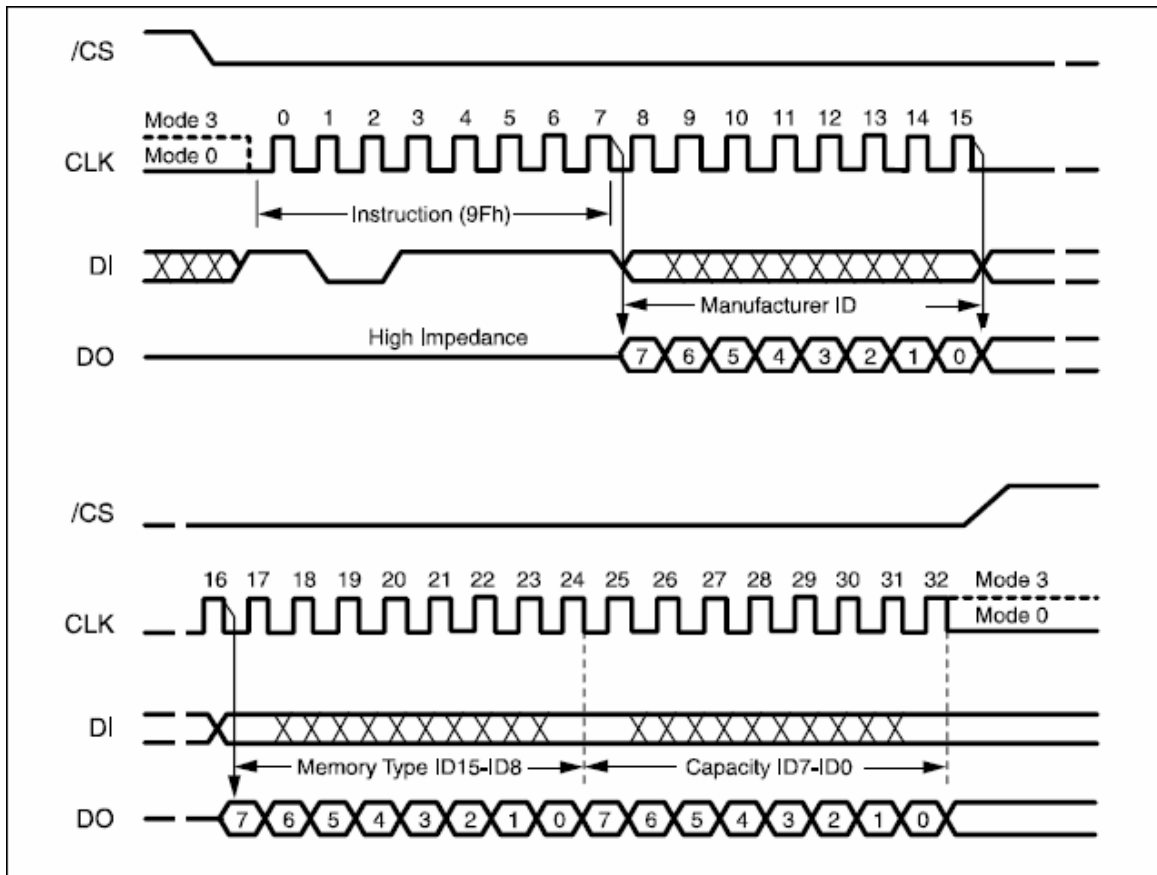 /CS
Mode 3 0 1 2 3 4 5 6 7 8 9 10 11 12 13 14 15
CLK Mode 0
Instruction (9Fh)
DI
Manufacturer ID
High Impedance
DO 7 6 5 4 3 2 1 0
/CS
16 17 18 19 20 21 22 23 24 25 26 27 28 29 30 31 32 Mode 3
CLK Mode 0
DI
Memory Type ID15-ID8 Capacity ID7-ID0
DO 7 6 5 4 3 2 1 0 7 6 5 4 3 2 1 0